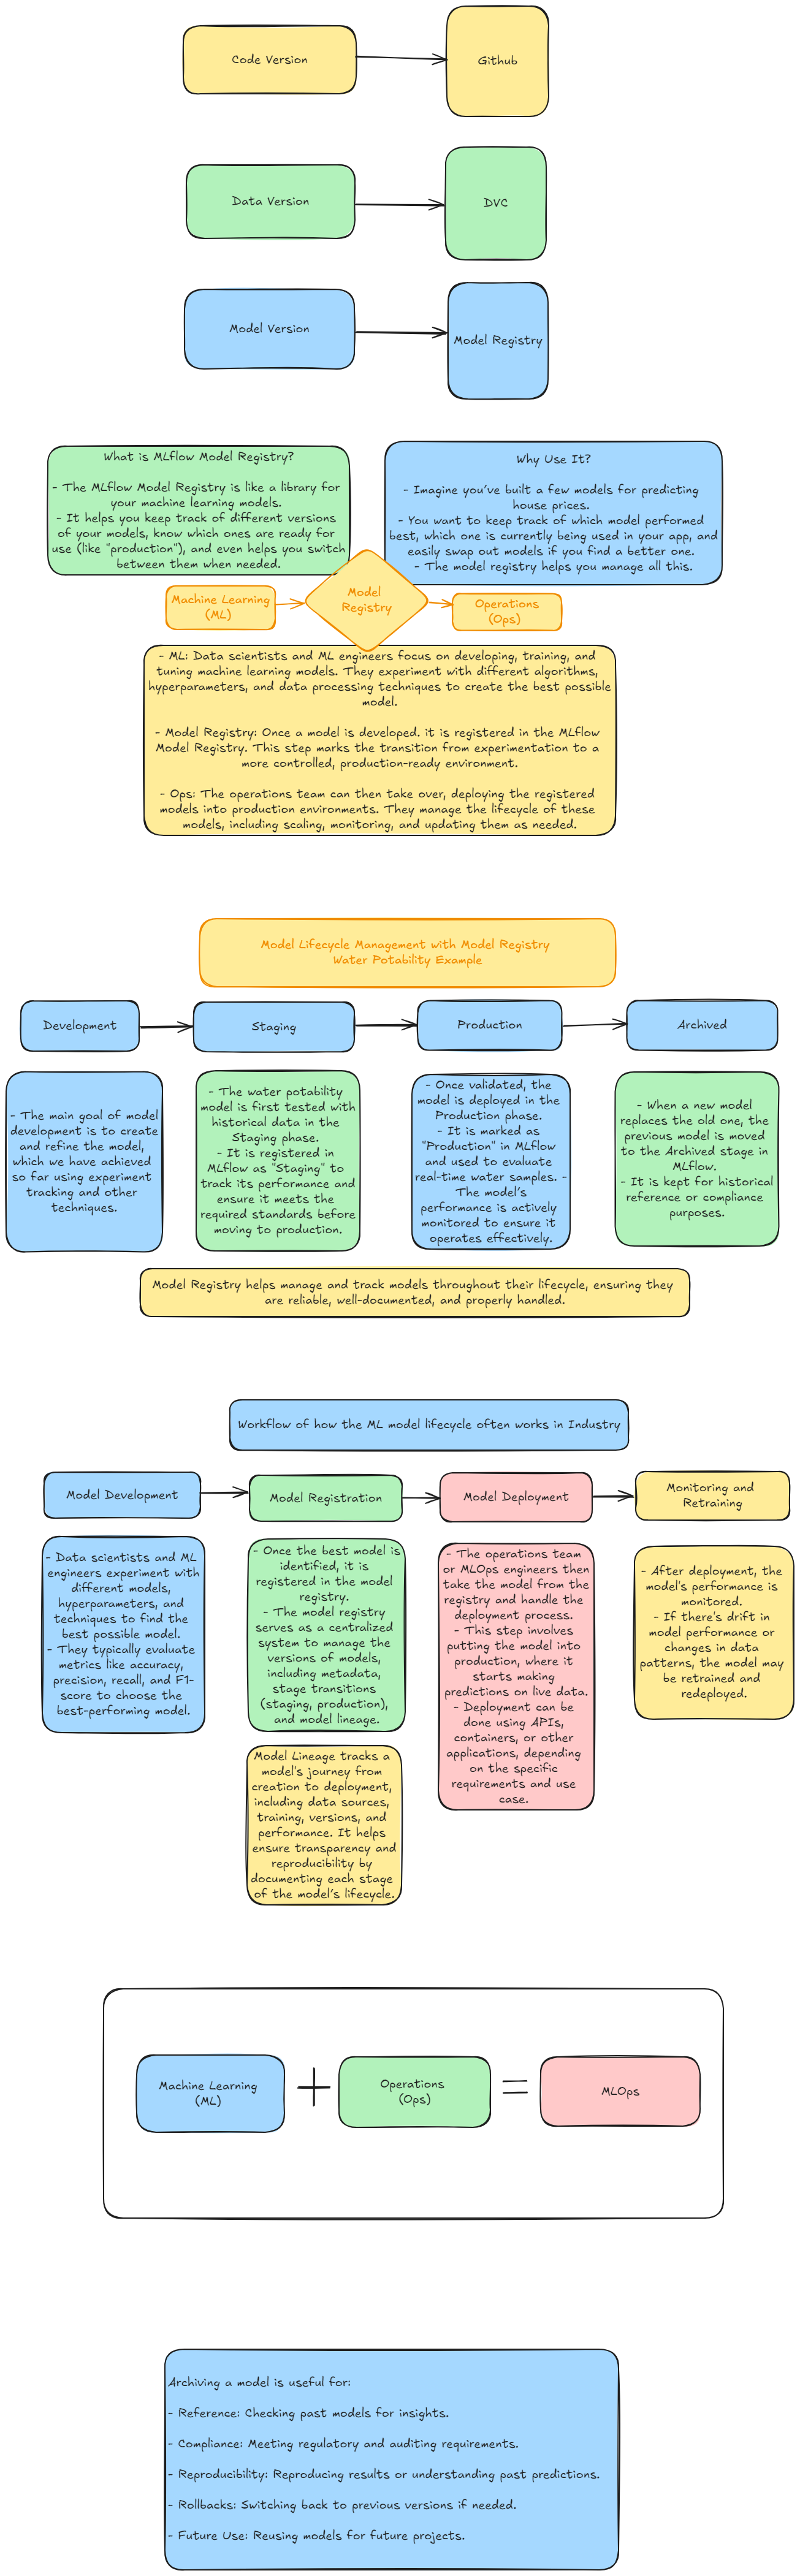 Code Version
Github
Data Version
DVC
Model Version
Model Registry
What is MLflow Model Registry?
- The MLflow Model Registry is like a library for
your machine learning models.
- It helps you keep track of different versions
of your models, know which ones are ready for
use (like "production"), and even helps you switch
between them when needed.
Why Use It?
- Imagine you've built a few models for predicting
house prices.
- You want to keep track of which model performed
best, which one is currently being used in your app, and
easily swap out models if you find a better one.
- The model registry helps you manage all this.
Machine Learning
(ML)
Model
Registry
Operations
(Ops)
- ML: Data scientists and ML engineers focus on developing, training, and
tuning machine learning models. They experiment with different algorithms,
hyperparameters, and data processing techniques to create the best possible
model.
- Model Registry: Once a model is developed. it is registered in the MLflow
Model Registry. This step marks the transition from experimentation to a
more controlled, production-ready environment.
- Ops: The operations team can then take over, deploying the registered
models into production environments. They manage the lifecycle of these
models, including scaling, monitoring, and updating them as needed.
Model Lifecycle Management with Model Registry
Water Potability Example
Development
Staging
Production
Archived
- The main goal of model
development is to create
and refine the model,
which we have achieved
so far using experiment
tracking and other
techniques.
- The water potability
model is first tested with
historical data in the
Staging phase.
- It is registered in
MLflow as "Staging" to
track its performance and
ensure it meets the
required standards before
moving to production.
- Once validated, the
model is deployed in the
Production phase.
- It is marked as
"Production" in MLflow
and used to evaluate
real-time water samples. -
The model's
performance is actively
monitored to ensure it
operates effectively.
- When a new model
replaces the old one, the
previous model is moved
to the Archived stage in
MLflow.
- It is kept for historical
reference or compliance
purposes.
Model Registry helps manage and track models throughout their lifecycle, ensuring they
are reliable, well-documented, and properly handled.
Workflow of how the ML model lifecycle often works in Industry
Model Development
Model Registration
Model Deployment
Monitoring and
Retraining
- Data scientists and ML
engineers experiment with
different models,
hyperparameters, and
techniques to find the
best possible model.
- They typically evaluate
metrics like accuracy,
precision, recall, and F1-
score to choose the
best-performing model.
- Once the best model is
identified, it is
registered in the model
registry.
- The model registry
serves as a centralized
system to manage the
versions of models,
including metadata,
stage transitions
(staging, production),
and model lineage.
Model Lineage tracks a
model's journey from
creation to deployment,
including data sources,
training, versions, and
performance. It helps
ensure transparency and
reproducibility by
documenting each stage
of the model's lifecycle.
- The operations team
or MLOps engineers then
take the model from the
registry and handle the
deployment process.
- This step involves
putting the model into
production, where it
starts making
predictions on live data.
- Deployment can be
done using APIs,
containers, or other
applications, depending
on the specific
requirements and use
case.
- After deployment, the
model's performance is
monitored.
- If there's drift in
model performance or
changes in data
patterns, the model may
be retrained and
redeployed.
Machine Learning
(ML)
+
Operations
(Ops)
=
MLOps
Archiving a model is useful for:
- Reference: Checking past models for insights.
- Compliance: Meeting regulatory and auditing requirements.
- Reproducibility: Reproducing results or understanding past predictions.
- Rollbacks: Switching back to previous versions if needed.
- Future Use: Reusing models for future projects.